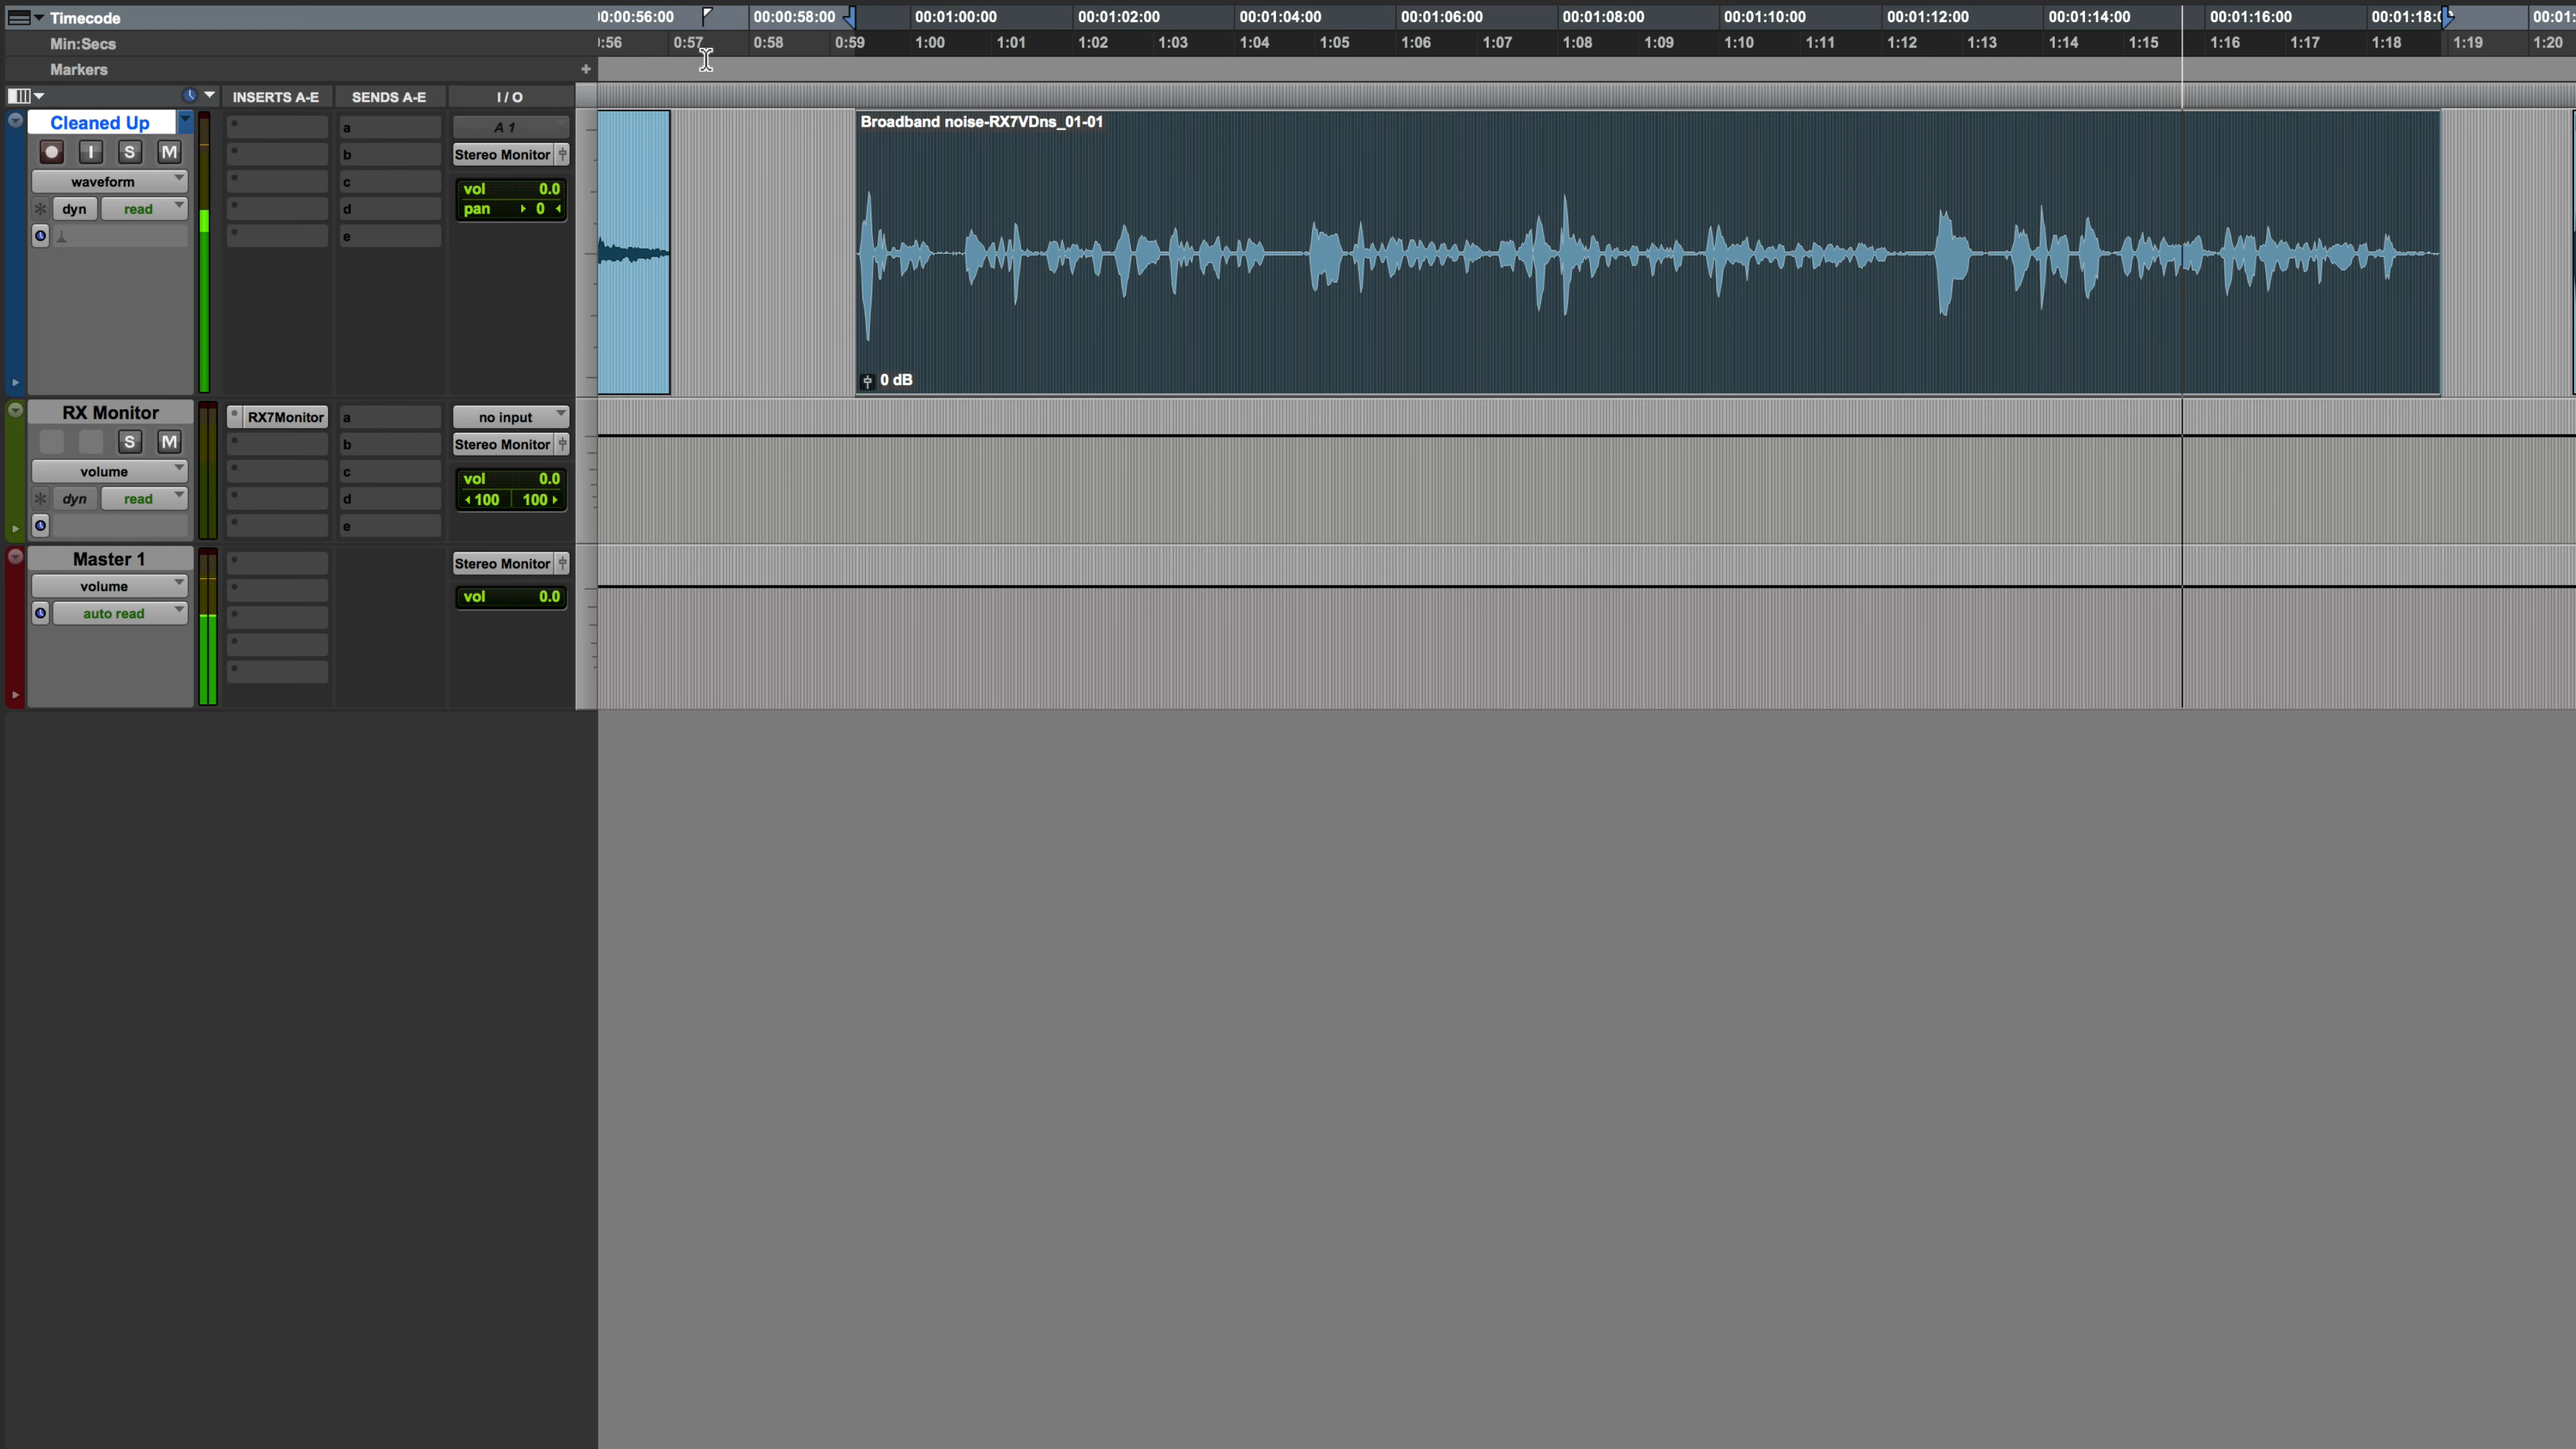 Timecode 0:00:56:00 00:00:58:00 00:01:00:00 00:01:02:00 00:01:04:00 00:01:06:00 00:01:08:00 00:01:10:00 00:01:12:00 00:01:14:00 00:01:16:00 00:01:18:0 00:01:
Min:Secs :56 0:57 0:58 0:59 1:00 1:01 1:02 1:03 1:04 1:05 1:06 1:07 1:08 1:09 1:10 1:11 1:12 1:13 1:14 1:15 1:16 1:17 1:18 1:19 1:20
Markers +
INSERTS A-E SENDS A-E I / O
Cleaned Up a A 1 Broadband noise-RX7VDns_01-01
I S M b Stereo Monitor
waveform c vol 0.0
dyn read d pan 0
e
0 dB
RX Monitor RX7Monitor a no input
S M b Stereo Monitor
volume c vol 0.0
dyn read d 100 100
e
Master 1 Stereo Monitor
volume vol 0.0
auto read